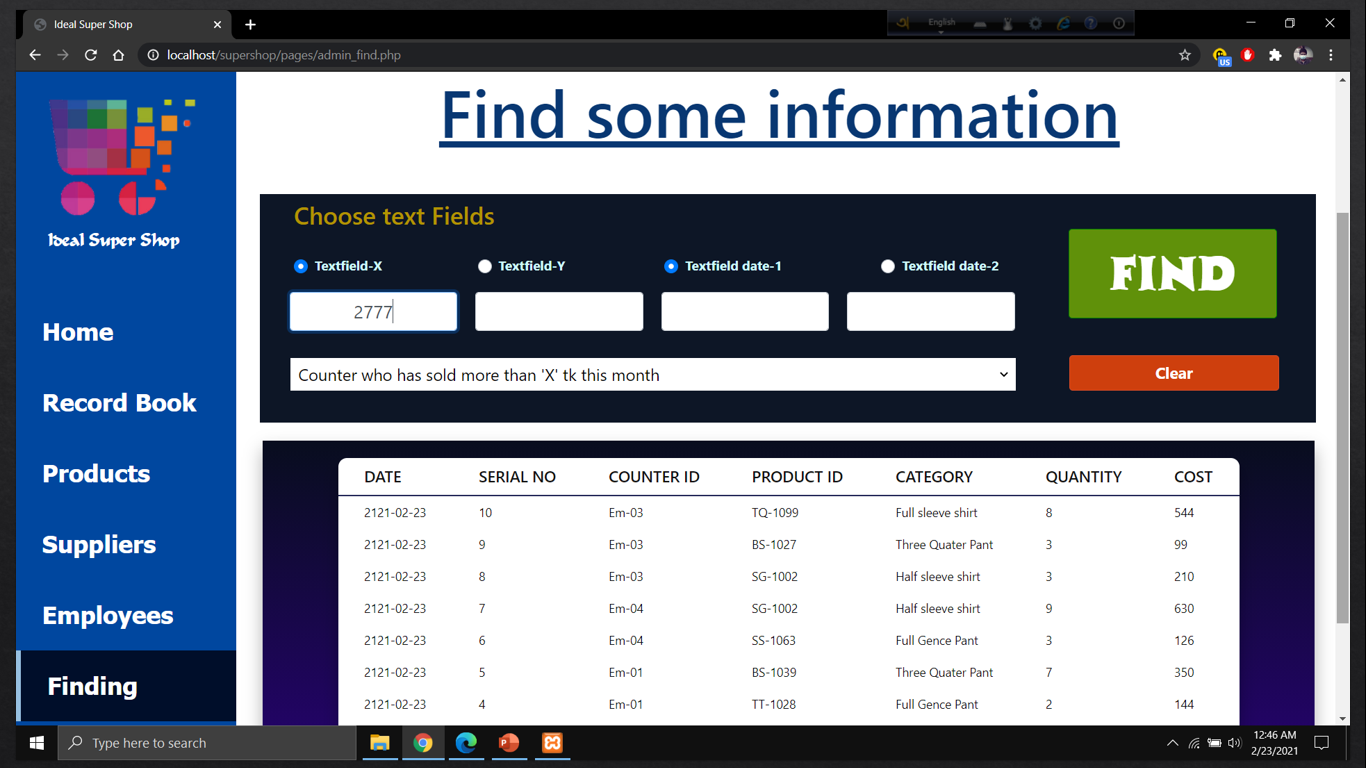 Ideal Super Shop
English
localhost/supershop/pages/admin_find.php
US
Ideal Super Shop
Home
Record Book
Products
Suppliers
Employees
Finding
Find some information
Choose text Fields
Textfield-X Textfield-Y Textfield date-1 Textfield date-2
2777
FIND
Counter who has sold more than 'X' tk this month
Clear
DATE SERIAL NO COUNTER ID PRODUCT ID CATEGORY QUANTITY COST
2121-02-23 10 Em-03 TQ-1099 Full sleeve shirt 8 544
2121-02-23 9 Em-03 BS-1027 Three Quater Pant 3 99
2121-02-23 8 Em-03 SG-1002 Half sleeve shirt 3 210
2121-02-23 7 Em-04 SG-1002 Half sleeve shirt 9 630
2121-02-23 6 Em-04 SS-1063 Full Gence Pant 3 126
2121-02-23 5 Em-01 BS-1039 Three Quater Pant 7 350
2121-02-23 4 Em-01 TT-1028 Full Gence Pant 2 144
Type here to search
12:46 AM
2/23/2021